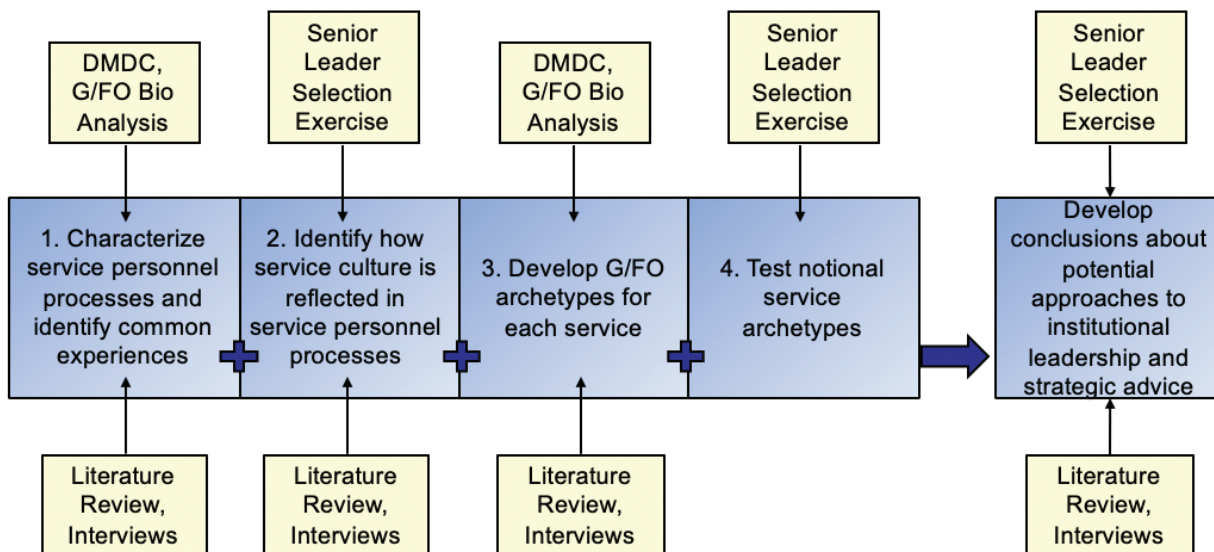 DMDC,
G/FO Bio
Analysis
Senior
Leader
Selection
Exercise
DMDC,
G/FO Bio
Analysis
Senior
Leader
Selection
Exercise
Senior
Leader
Selection
Exercise
1. Characterize
service personnel
processes and
identify common
experiences
2. Identify how
service culture is
reflected in
service personnel
processes
3. Develop G/FO
archetypes for
each service
4. Test notional
service
archetypes
Develop
conclusions about
potential
approaches to
institutional
leadership and
strategic advice
Literature
Review,
Interviews
Literature
Review,
Interviews
Literature
Review,
Interviews
Literature
Review,
Interviews